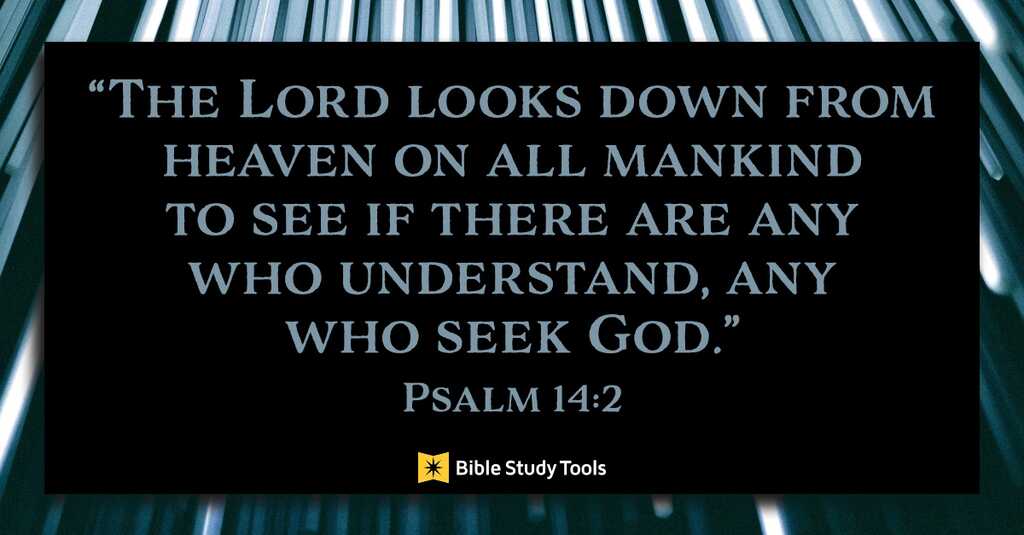 “The Lord looks down from
heaven on all mankind
to see if there are any
who understand, any
who seek God.”
Psalm 14:2
Bible Study Tools